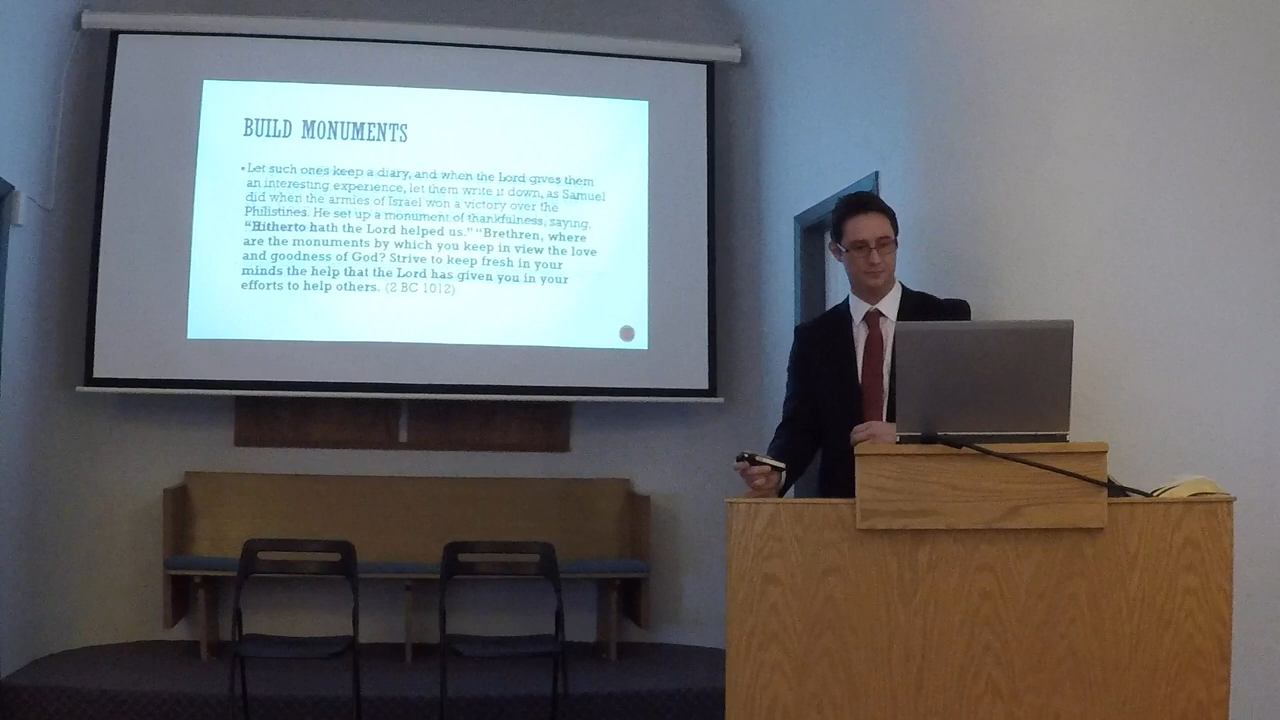 BUILD MONUMENTS
• Let such ones keep a diary, and when the Lord gives them
an interesting experience, let them write it down, as Samuel
did when the armies of Israel won a victory over the
Philistines. He set up a monument of thankfulness, saying,
“Hitherto hath the Lord helped us.” “Brethren, where
are the monuments by which you keep in view the love
and goodness of God? Strive to keep fresh in your
minds the help that the Lord has given you in your
efforts to help others. (2 BC 1012)